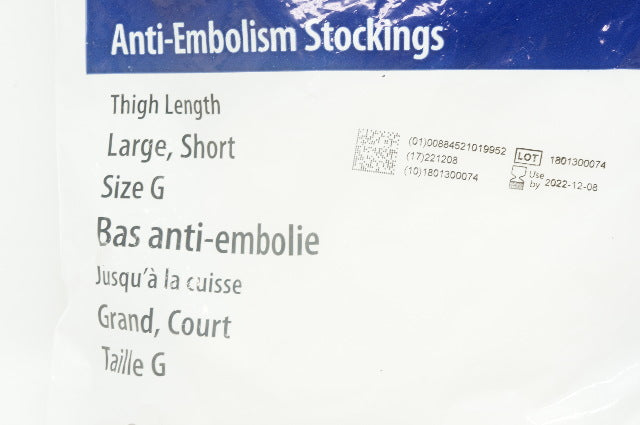 Anti-Embolism Stockings
Thigh Length
Large, Short
Size G
Bas anti-embolie
Jusqu'à la cuisse
Grand, Court
Taille G
(01)00884521019952
(17)221208
(10)1801300074
LOT 1801300074
Use by 2022-12-08